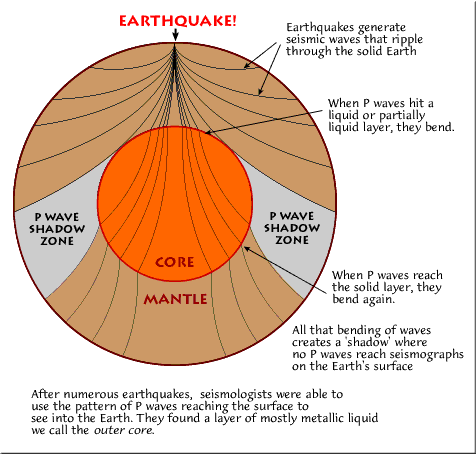 EARTHQUAKE!
Earthquakes generate
seismic waves that ripple
through the solid Earth
When P waves hit a
liquid or partially
liquid layer, they bend.
P WAVE
SHADOW
ZONE
P WAVE
SHADOW
ZONE
CORE
MANTLE
When P waves reach
the solid layer, they
bend again.
All that bending of waves
creates a 'shadow' where
no P waves reach seismographs
on the Earth's surface
After numerous earthquakes, seismologists were able to
use the pattern of P waves reaching the surface to
see into the Earth. They found a layer of mostly metallic liquid
we call the outer core.